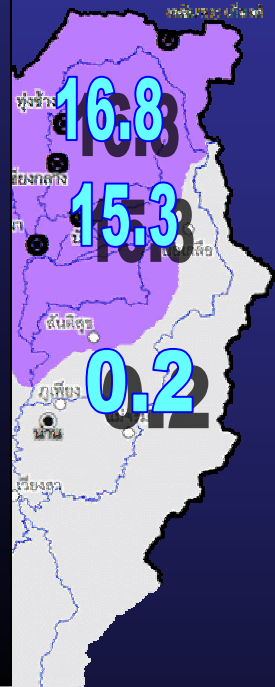 ทุ่งช้าง
16.8
เชียงกลาง
15.3
สันติสุข
ภูเพียง
0.2
น่าน
เวียงสา